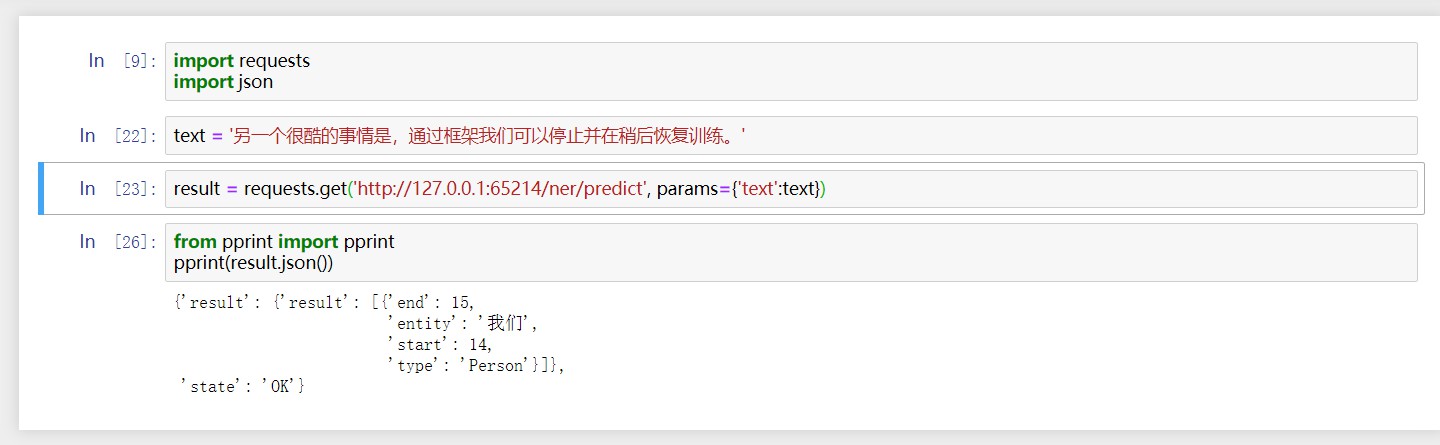 In [9]: import requests
import json
In [22]: text = '另一个很酷的事情是，通过框架我们可以停止并在稍后恢复训练。'
In [23]: result = requests.get('http://127.0.0.1:65214/ner/predict', params={'text':text})
In [26]: from pprint import pprint
pprint(result.json())
{'result': {'result': [{'end': 15,
'entity': '我们',
'start': 14,
'type': 'Person'}]},
'state': 'OK'}